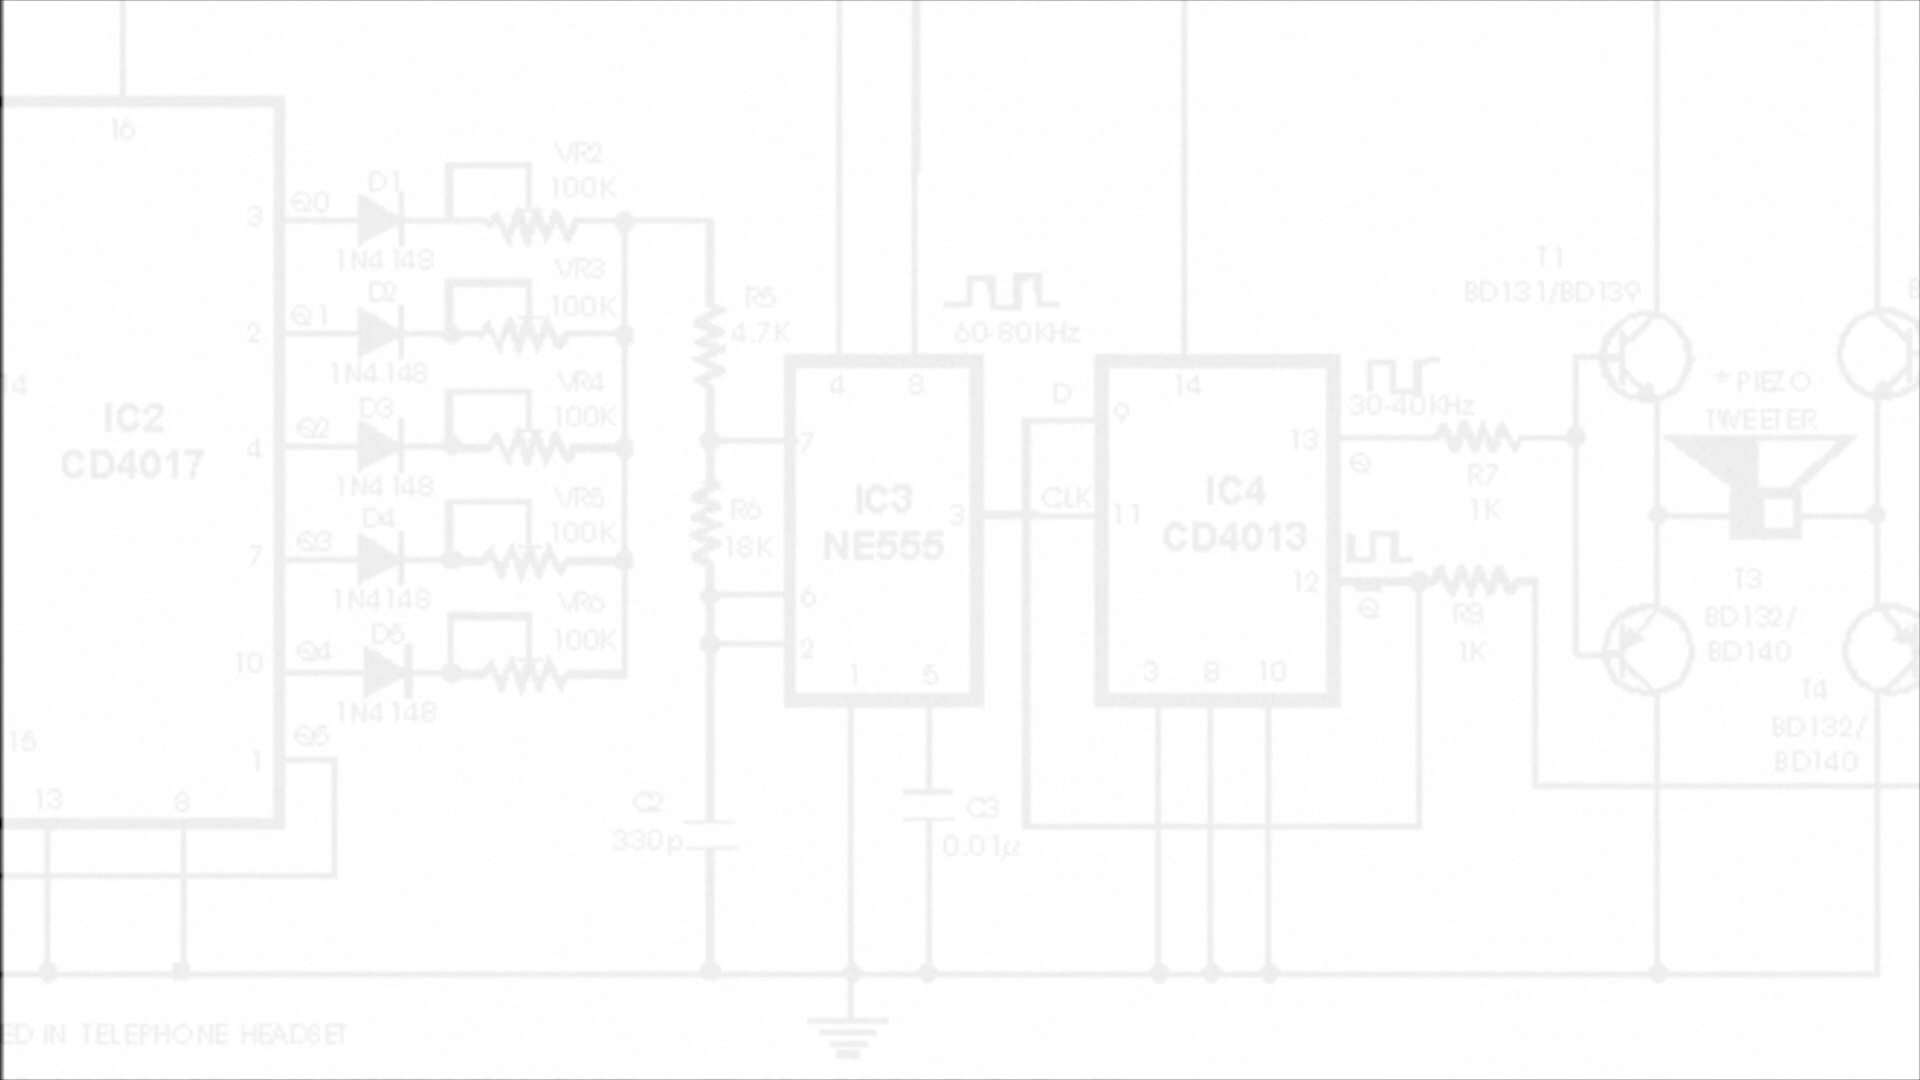 16
14
IC2
CD4017
15
13
8
3
Q0
2
Q1
4
Q2
7
Q3
10
Q4
1
Q5
D1
1N4148
D2
1N4148
D3
1N4148
D4
1N4148
D5
1N4148
VR2
100K
VR3
100K
VR4
100K
VR5
100K
VR6
100K
R5
4.7K
R6
18K
C2
330p
4
8
7
IC3
NE555
3
6
2
1
5
C3
0.01µ
60-80KHz
D
CLK
14
9
13
IC4
CD4013
11
12
3
8
10
30-40KHz
Q
Q
R7
1K
R8
1K
T1
BD131/BD139
* PIEZO
TWEETER
T3
BD132/
BD140
T4
BD132/
BD140
ED IN TELEPHONE HEADSET